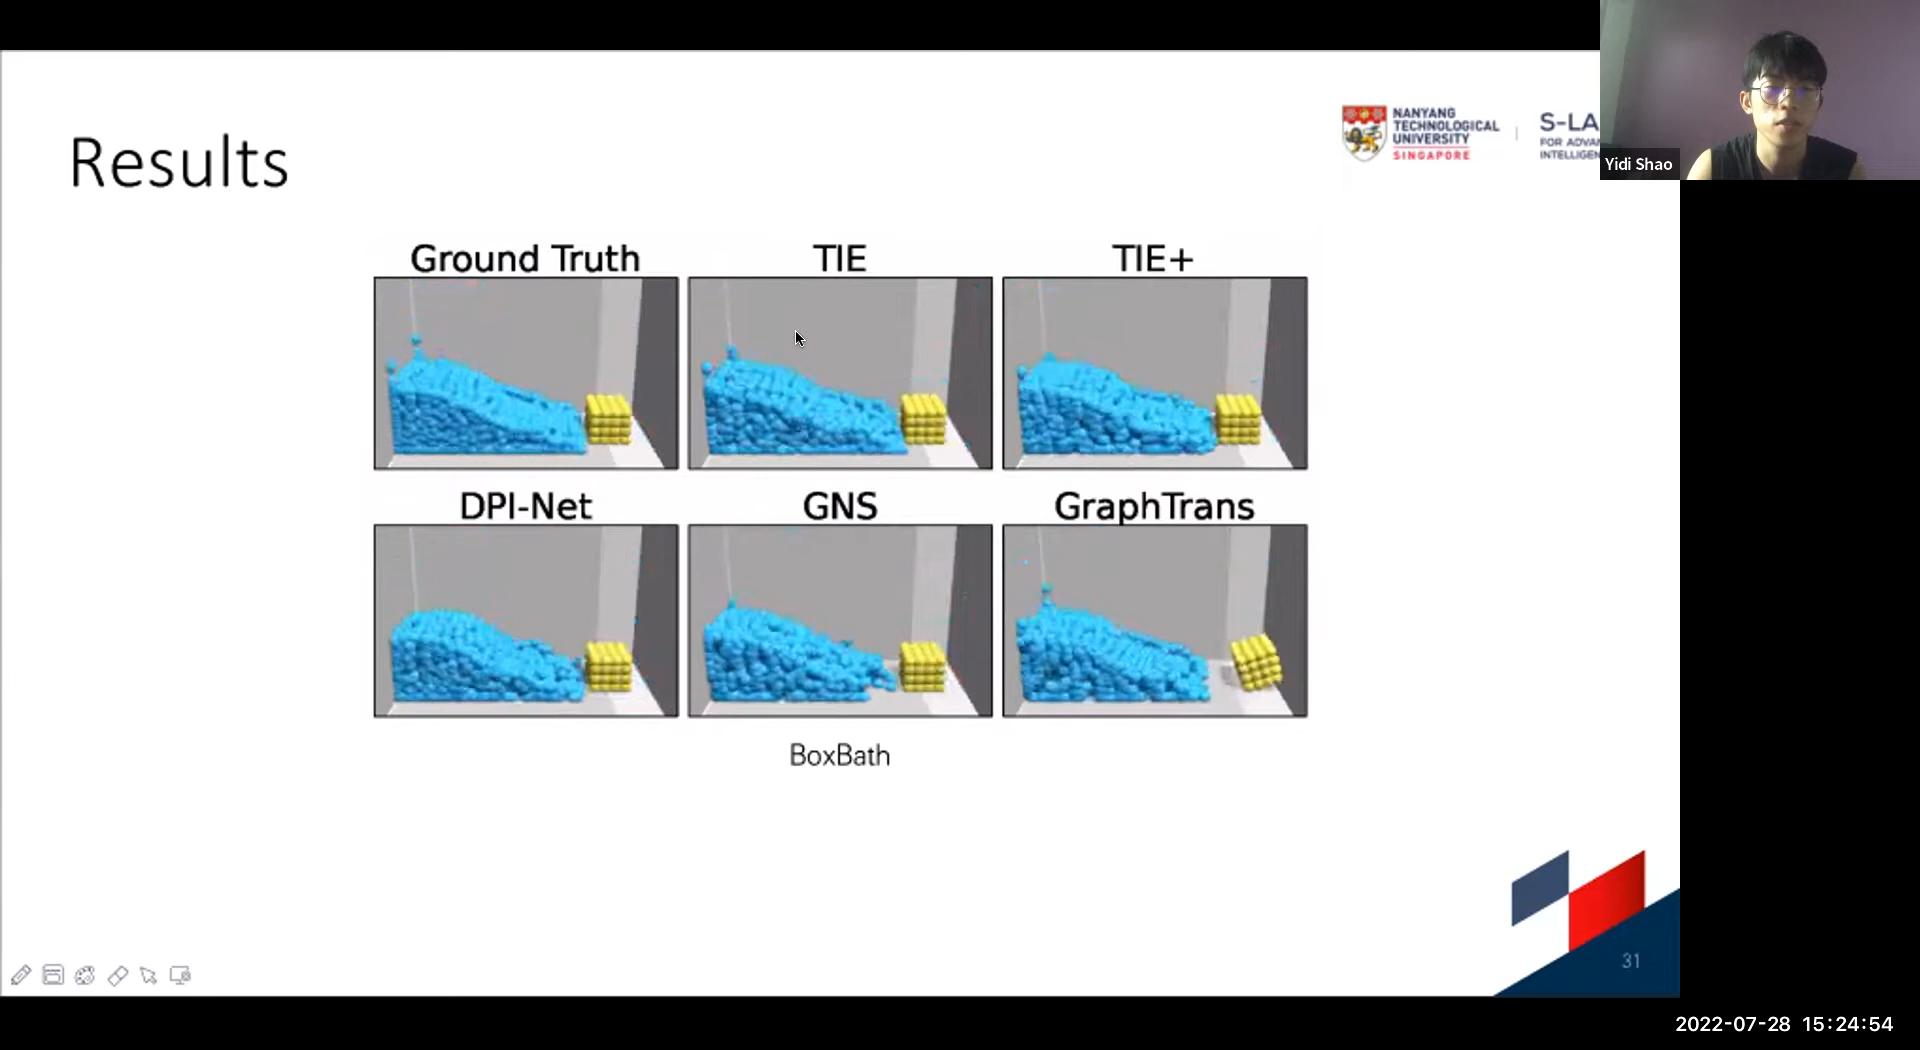 Results
NANYANG
TECHNOLOGICAL
UNIVERSITY
SINGAPORE
S-LA
FOR ADVA
INTELLIGEN
Yidi Shao
Ground Truth
TIE
TIE+
DPI-Net
GNS
GraphTrans
BoxBath
31
2022-07-28 15:24:54